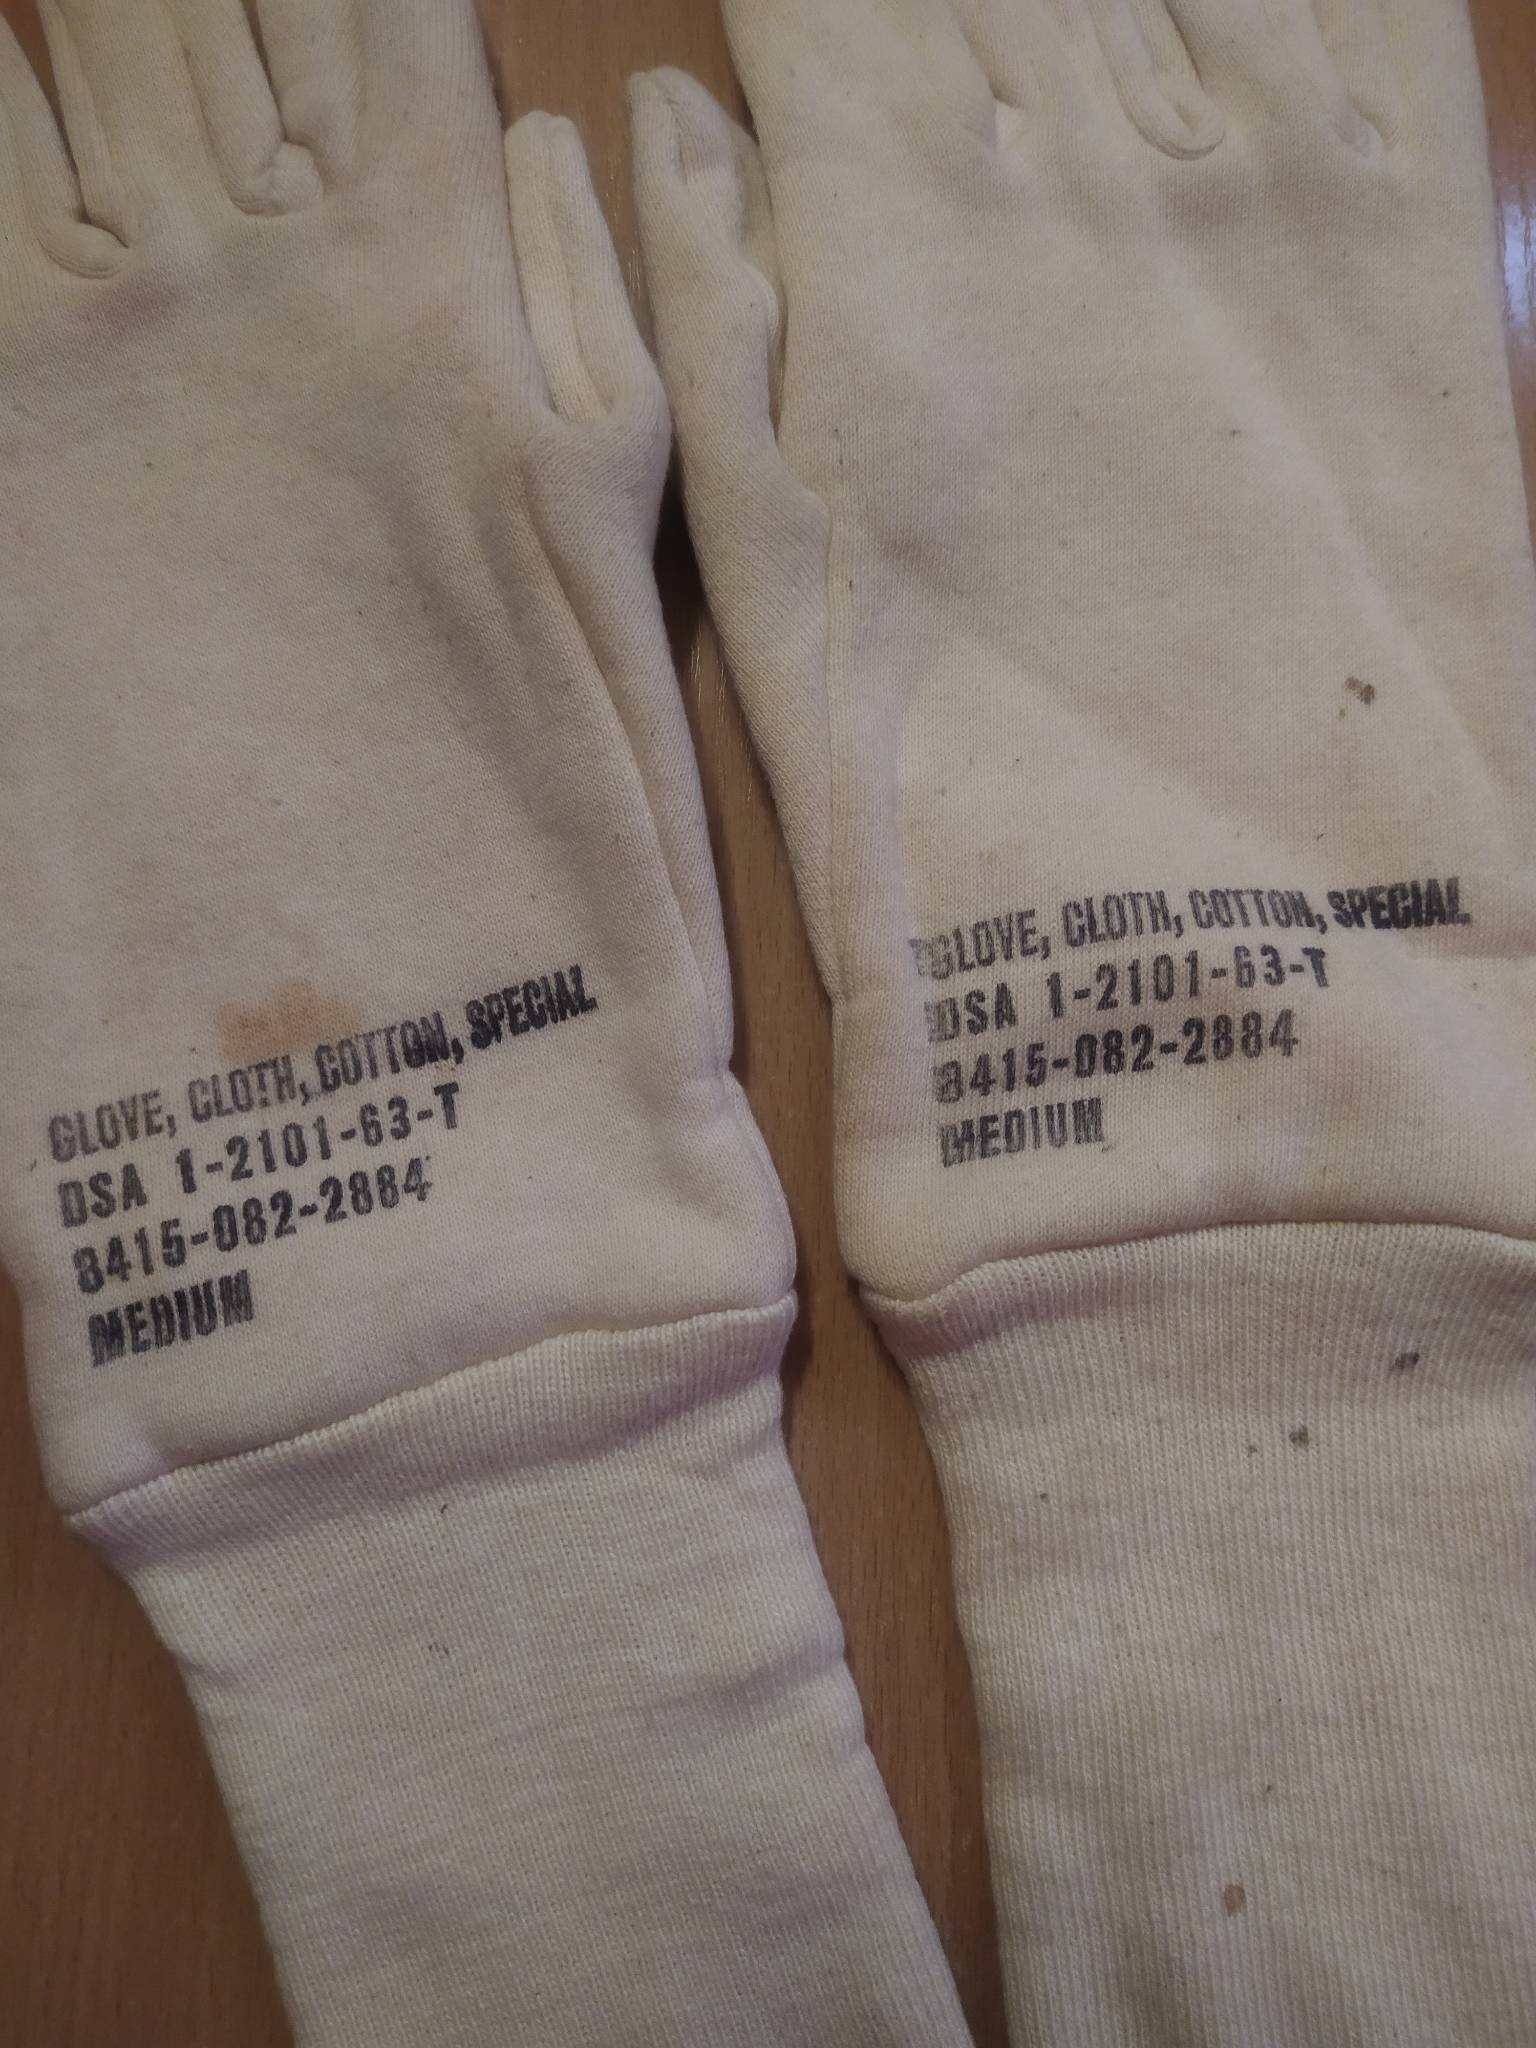 GLOVE, CLOTH, COTTON, SPECIAL
DSA 1-2101-63-T
8415-082-2884
MEDIUM
GLOVE, CLOTH, COTTON, SPECIAL
DSA 1-2101-63-T
8415-082-2884
MEDIUM